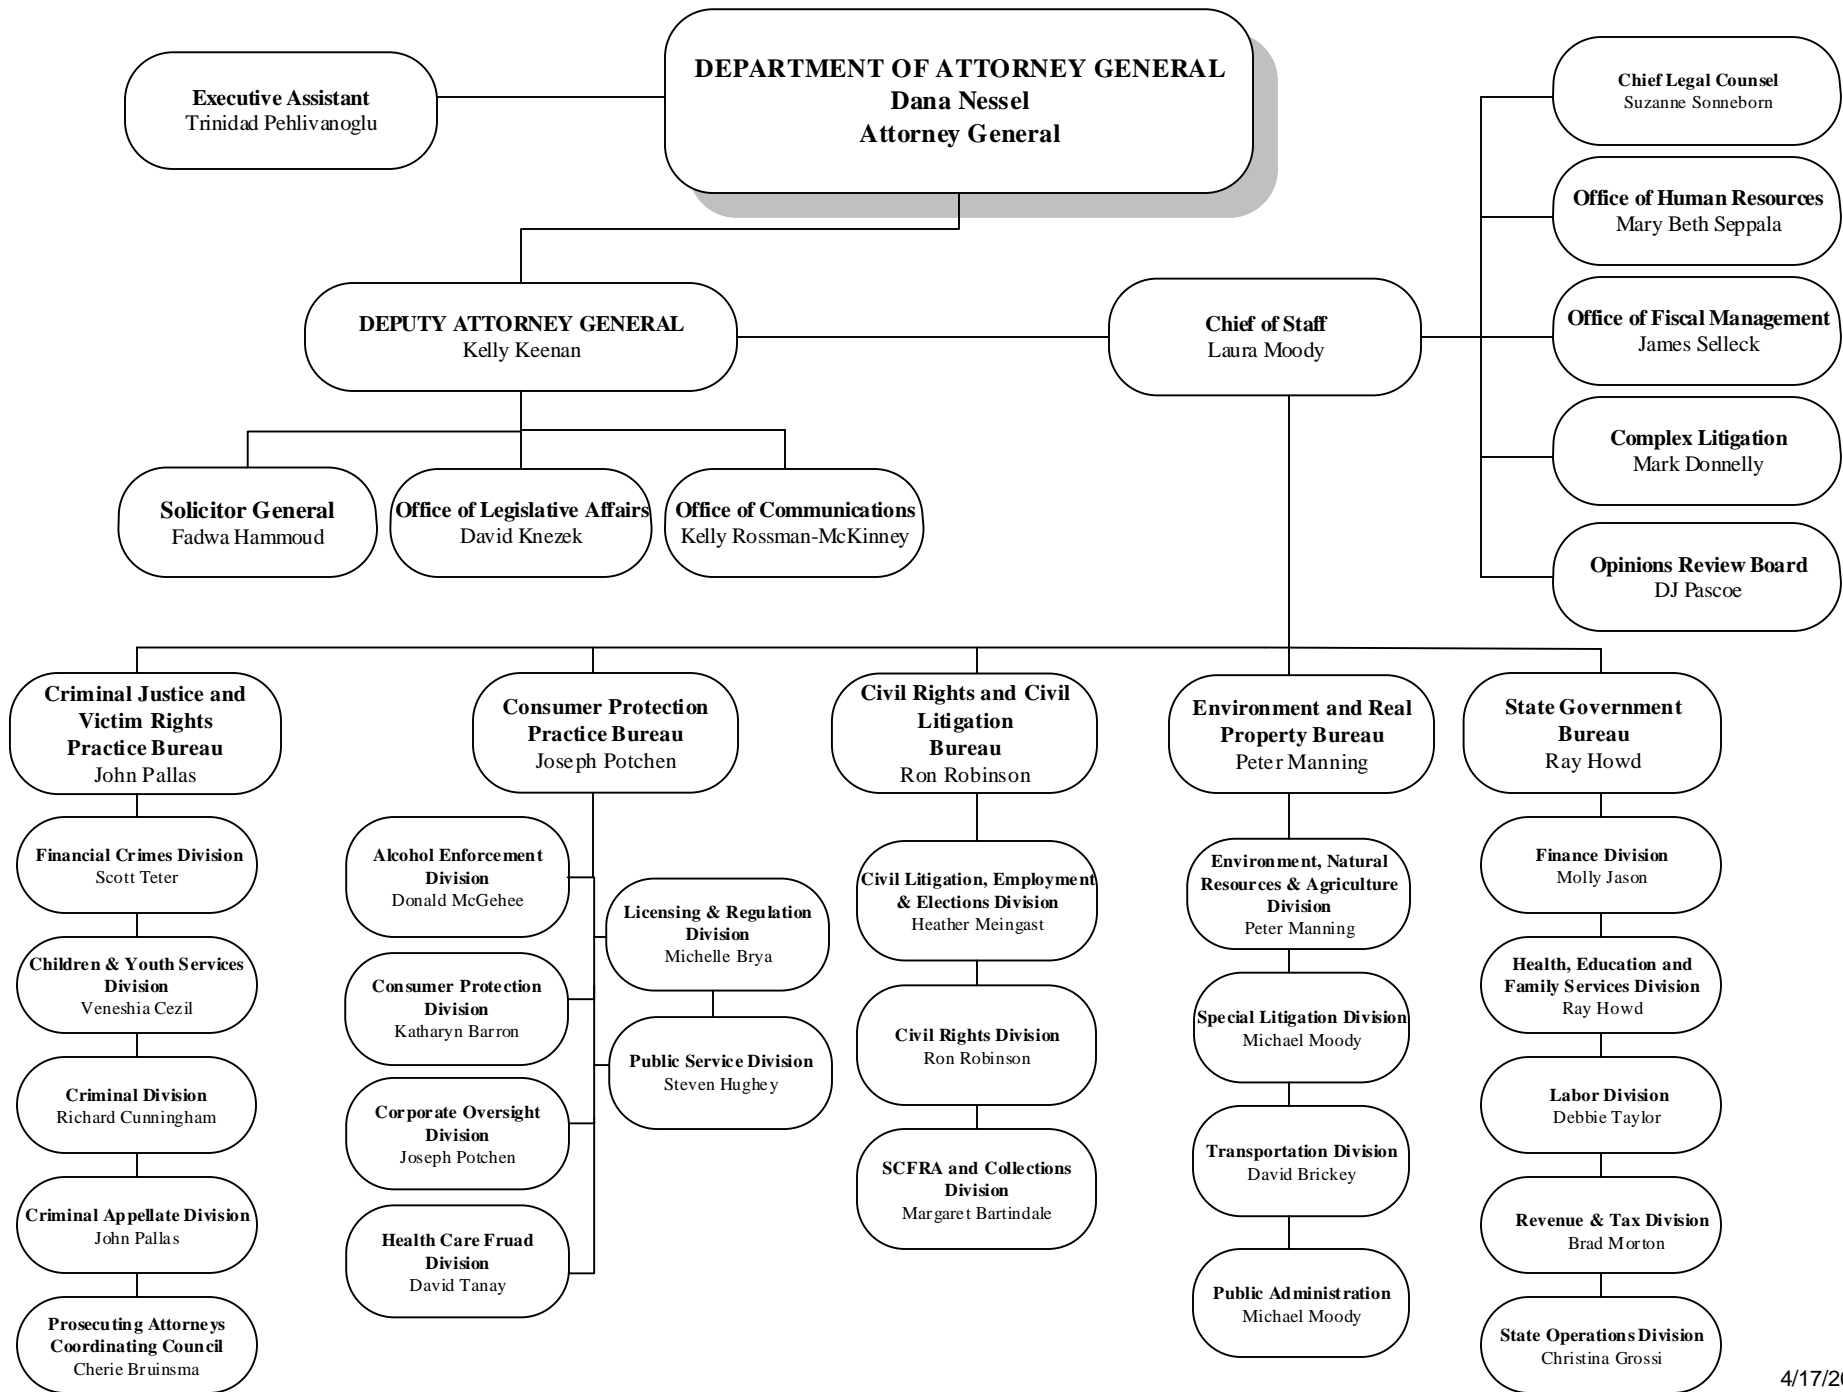 DEPARTMENT OF ATTORNEY GENERAL
Dana Nessel
Attorney General
Executive Assistant
Trinidad Pehlivanoglu
Chief Legal Counsel
Suzanne Sonneborn
Office of Human Resources
Mary Beth Seppala
Office of Fiscal Management
James Selleck
Complex Litigation
Mark Donnelly
Opinions Review Board
DJ Pascoe
DEPUTY ATTORNEY GENERAL
Kelly Keenan
Chief of Staff
Laura Moody
Solicitor General
Fadwa Hammoud
Office of Legislative Affairs
David Knezek
Office of Communications
Kelly Rossman-McKinney
Criminal Justice and
Victim Rights
Practice Bureau
John Pallas
Financial Crimes Division
Scott Teter
Children & Youth Services
Division
Veneshia Cezil
Criminal Division
Richard Cunningham
Criminal Appellate Division
John Pallas
Prosecuting Attorneys
Coordinating Council
Cherie Bruinsma
Consumer Protection
Practice Bureau
Joseph Potchen
Alcohol Enforcement
Division
Donald McGehee
Consumer Protection
Division
Katharyn Barron
Corporate Oversight
Division
Joseph Potchen
Health Care Fruad
Division
David Tanay
Licensing & Regulation
Division
Michelle Brya
Public Service Division
Steven Hughey
Civil Rights and Civil
Litigation
Bureau
Ron Robinson
Civil Litigation, Employment
& Elections Division
Heather Meingast
Civil Rights Division
Ron Robinson
SCFRA and Collections
Division
Margaret Bartindale
Environment and Real
Property Bureau
Peter Manning
Environment, Natural
Resources & Agriculture
Division
Peter Manning
Special Litigation Division
Michael Moody
Transportation Division
David Brickey
Public Administration
Michael Moody
State Government
Bureau
Ray Howd
Finance Division
Molly Jason
Health, Education and
Family Services Division
Ray Howd
Labor Division
Debbie Taylor
Revenue & Tax Division
Brad Morton
State Operations Division
Christina Grossi